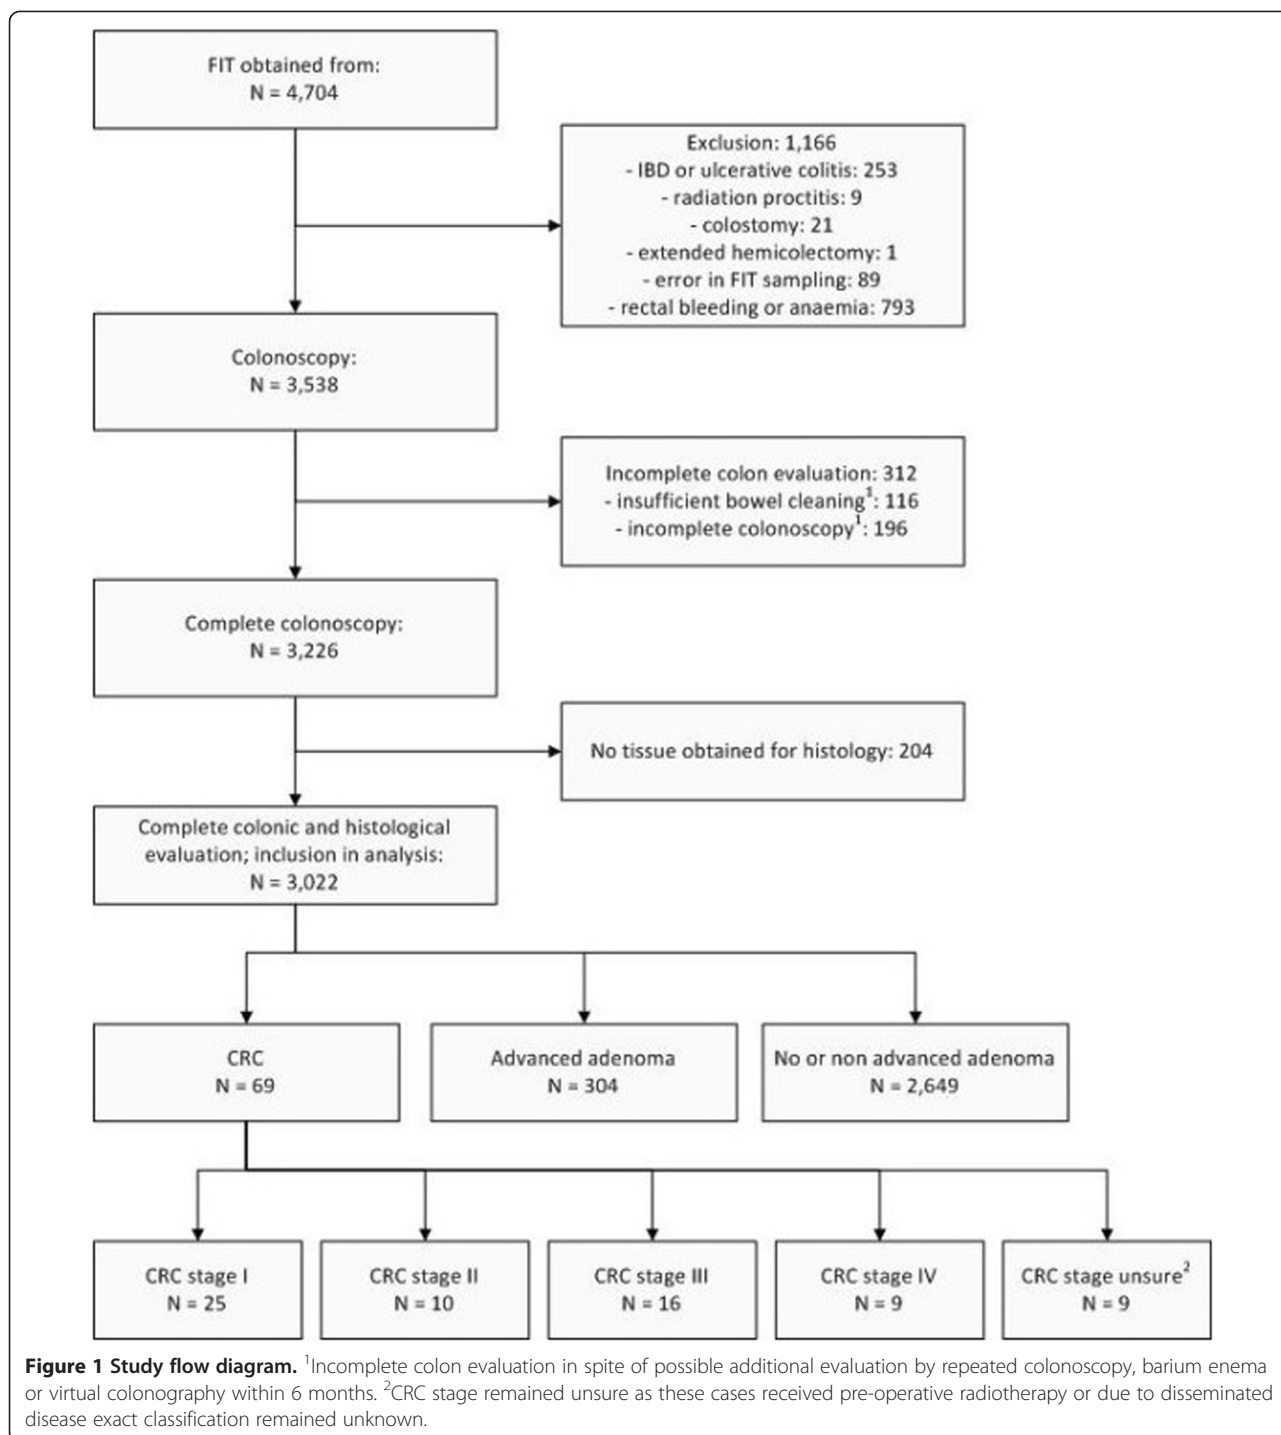 FIT obtained from:
N = 4,704
Exclusion: 1,166
- IBD or ulcerative colitis: 253
- radiation proctitis: 9
- colostomy: 21
- extended hemicolectomy: 1
- error in FIT sampling: 89
- rectal bleeding or anaemia: 793
Colonoscopy:
N = 3,538
Incomplete colon evaluation: 312
- insufficient bowel cleaning¹: 116
- incomplete colonoscopy¹: 196
Complete colonoscopy:
N = 3,226
No tissue obtained for histology: 204
Complete colonic and histological
evaluation; inclusion in analysis:
N = 3,022
CRC
N = 69
Advanced adenoma
N = 304
No or non advanced adenoma
N = 2,649
CRC stage I
N = 25
CRC stage II
N = 10
CRC stage III
N = 16
CRC stage IV
N = 9
CRC stage unsure²
N = 9
Figure 1 Study flow diagram. ¹Incomplete colon evaluation in spite of possible additional evaluation by repeated colonoscopy, barium enema
or virtual colonography within 6 months. ²CRC stage remained unsure as these cases received pre-operative radiotherapy or due to disseminated
disease exact classification remained unknown.